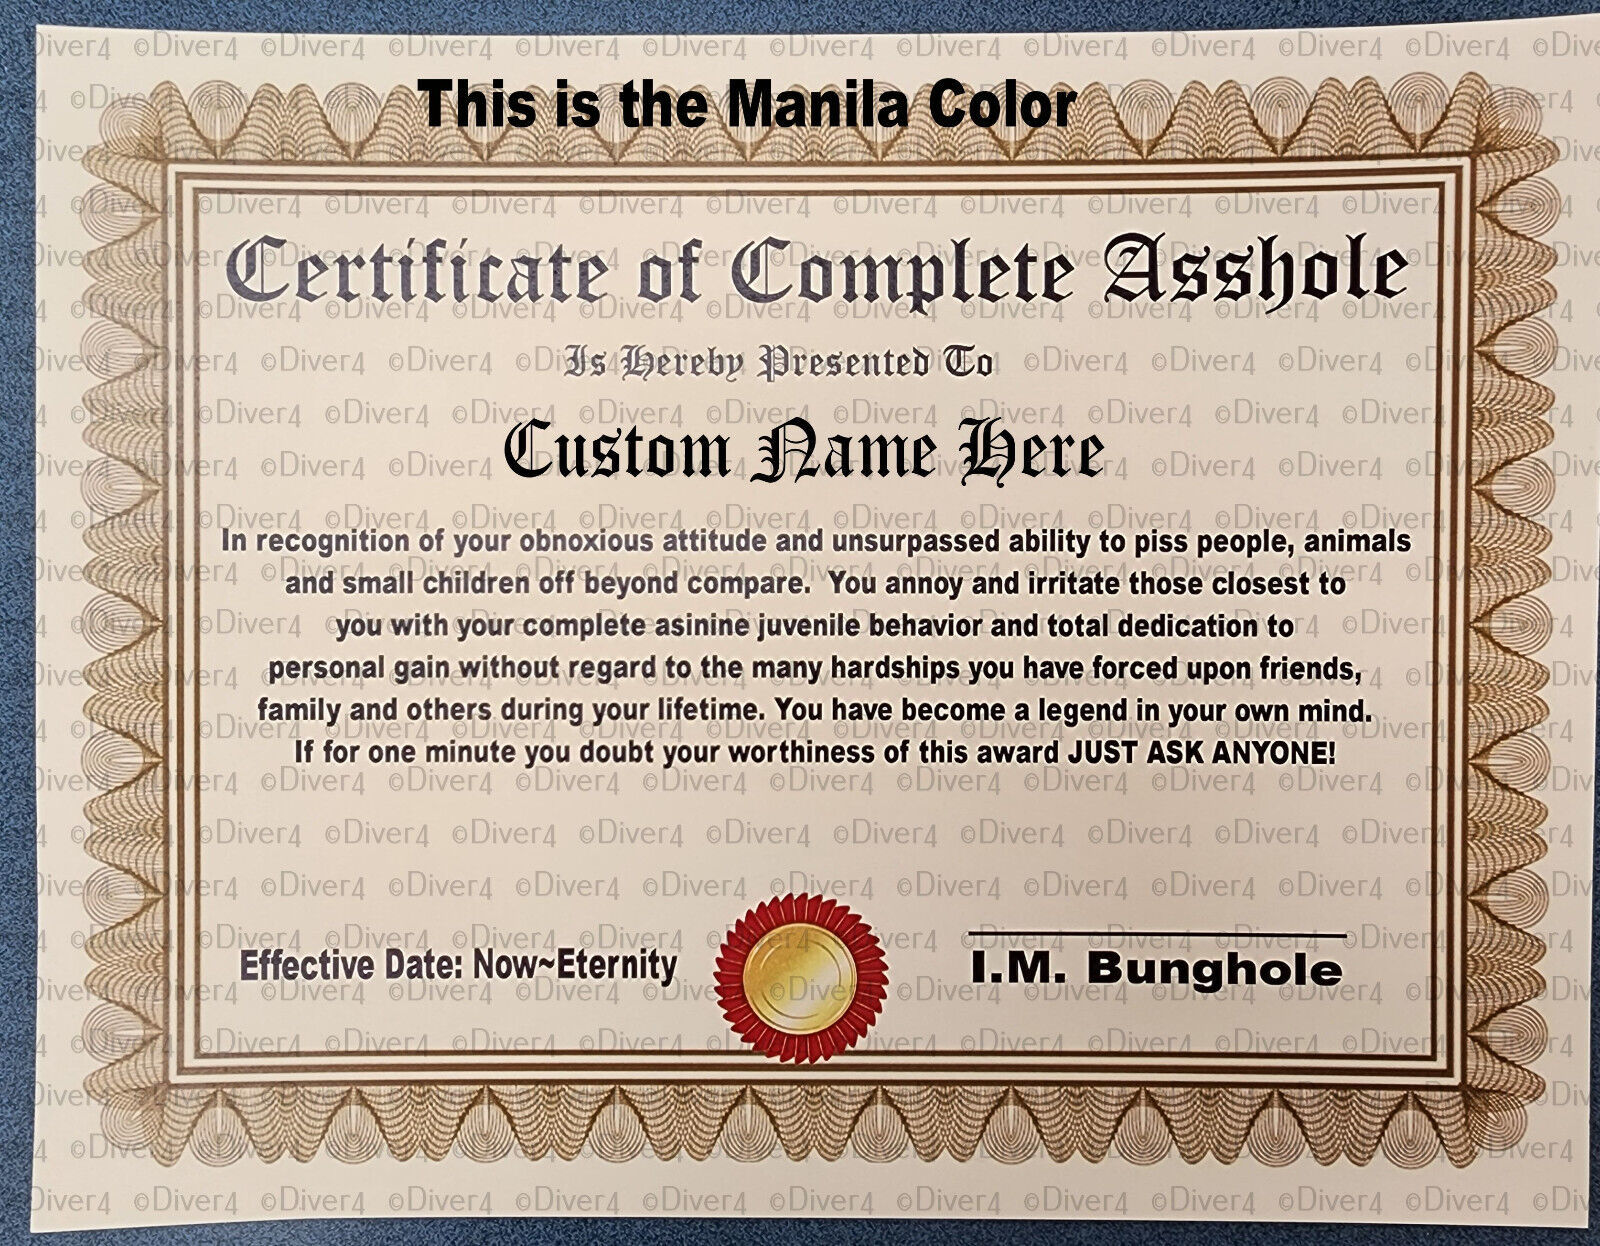 This is the Manila Color
Certificate of Complete Asshole
Is Hereby Presented To
Custom Name Here
In recognition of your obnoxious attitude and unsurpassed ability to piss people, animals
and small children off beyond compare. You annoy and irritate those closest to
you with your complete asinine juvenile behavior and total dedication to
personal gain without regard to the many hardships you have forced upon friends,
family and others during your lifetime. You have become a legend in your own mind.
If for one minute you doubt your worthiness of this award JUST ASK ANYONE!
Effective Date: Now~Eternity
I.M. Bunghole
©Diver4